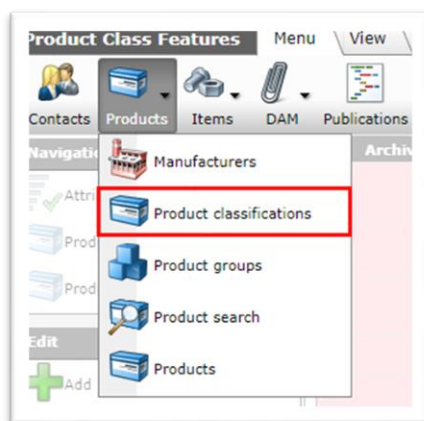 Product Class Features Menu View
Contacts Products Items DAM Publications
Navigati
Manufacturers
Archiv
Attri
Product classifications
Prod
Product groups
Prod
Product search
Edit
Products
Add